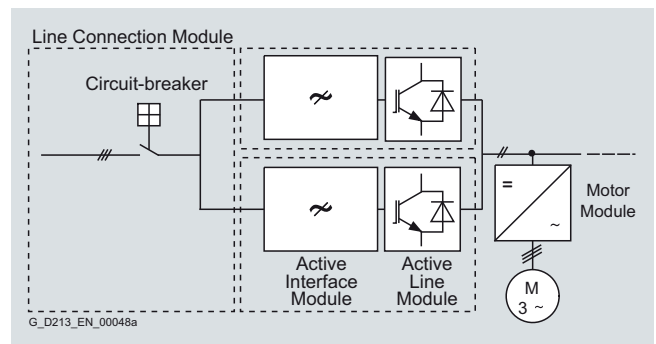 Line Connection Module
Circuit-breaker
=
~
Motor
Module
Active
Interface
Module
Active
Line
Module
M
3 ~
G_D213_EN_00048a